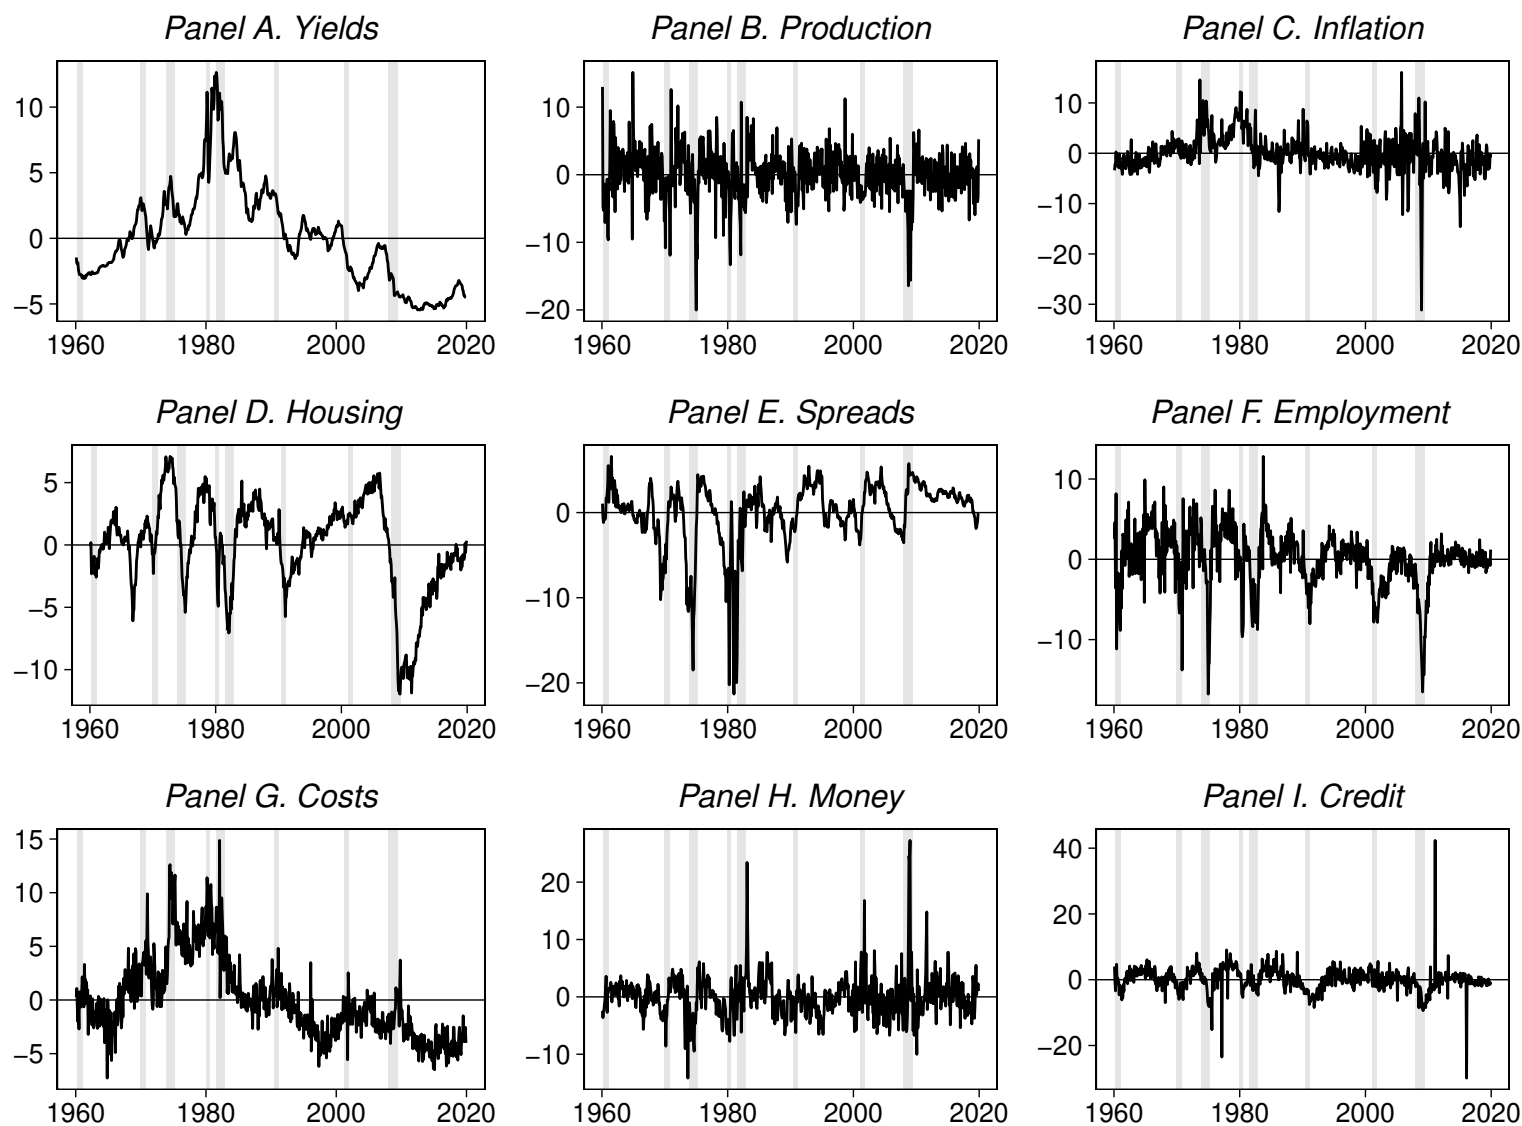 Panel A. Yields
10
5
0
−5
1960 1980 2000 2020
Panel B. Production
10
0
−10
−20
1960 1980 2000 2020
Panel C. Inflation
10
0
−10
−20
−30
1960 1980 2000 2020
Panel D. Housing
5
0
−5
−10
1960 1980 2000 2020
Panel E. Spreads
0
−10
−20
1960 1980 2000 2020
Panel F. Employment
10
0
−10
1960 1980 2000 2020
Panel G. Costs
15
10
5
0
−5
1960 1980 2000 2020
Panel H. Money
20
10
0
−10
1960 1980 2000 2020
Panel I. Credit
40
20
0
−20
1960 1980 2000 2020